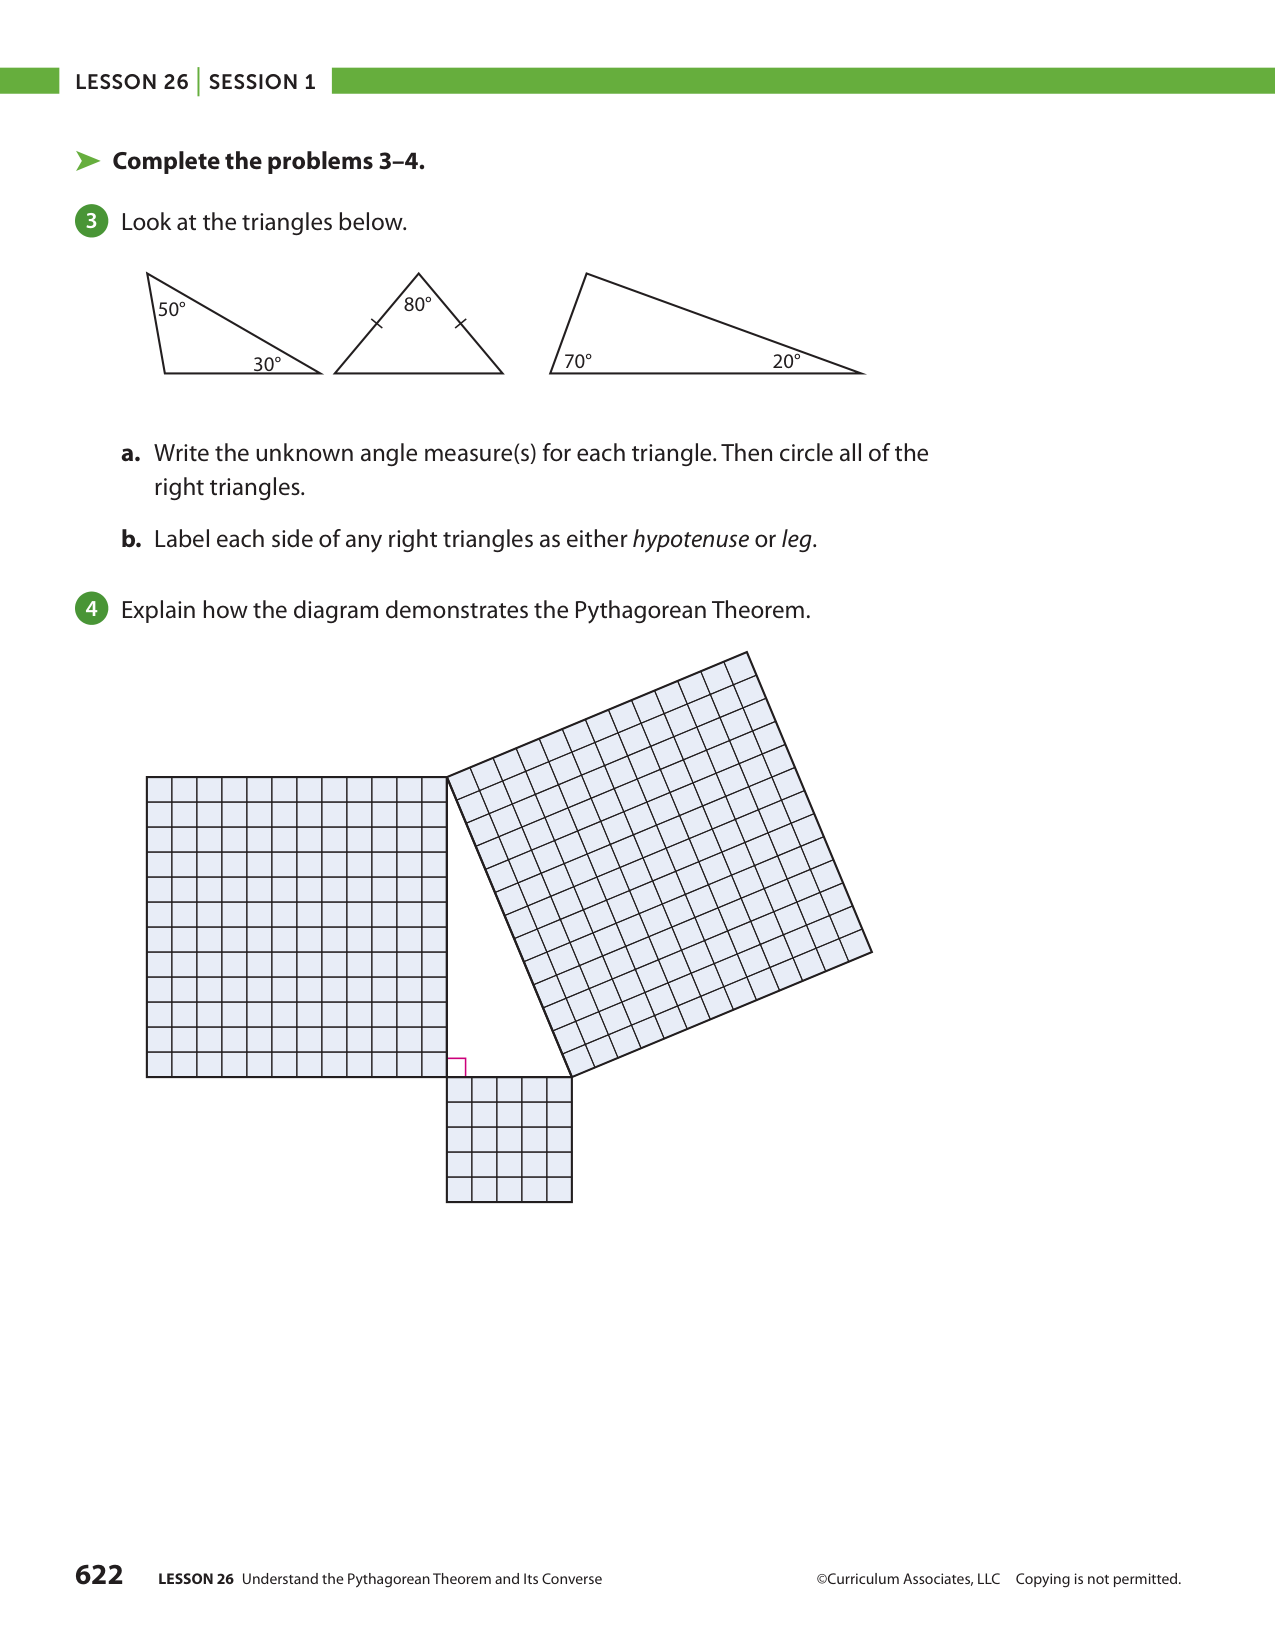 LESSON 26 | SESSION 1
➤ Complete the problems 3–4.
3 Look at the triangles below.
50°
30°
80°
70°
20°
a. Write the unknown angle measure(s) for each triangle. Then circle all of the
right triangles.
b. Label each side of any right triangles as either hypotenuse or leg.
4 Explain how the diagram demonstrates the Pythagorean Theorem.
622 LESSON 26 Understand the Pythagorean Theorem and Its Converse ©Curriculum Associates, LLC Copying is not permitted.